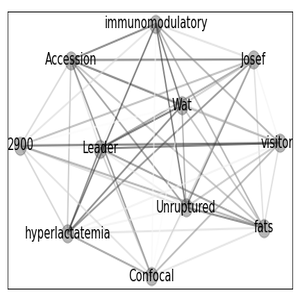 immunomodulatory
Accession
Josef
Wat
2900
Leader
visitor
Unruptured
hyperlactatemia
fats
Confocal